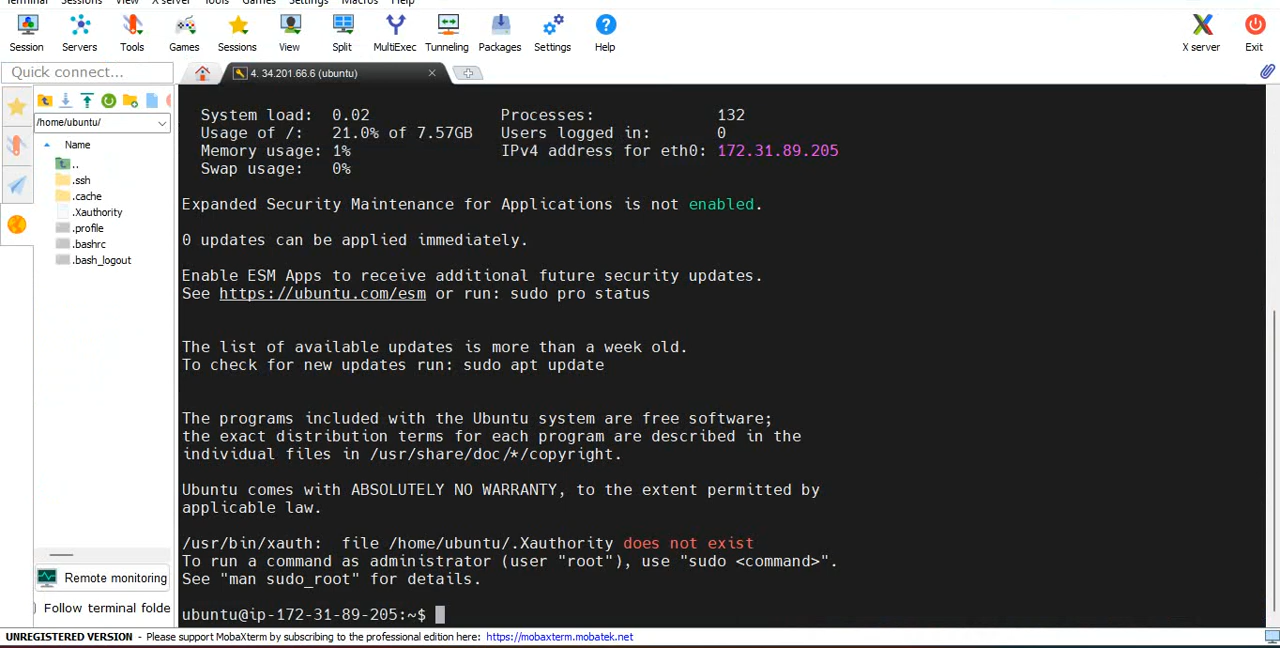 Terminal Sessions View X server Tools Games Settings Macros Help
Session Servers Tools Games Sessions View Split MultiExec Tunneling Packages Settings Help X server Exit
Quick connect...
4. 34.201.66.6 (ubuntu)
/home/ubuntu/
Name
..
.ssh
.cache
.Xauthority
.profile
.bashrc
.bash_logout
Remote monitoring
Follow terminal folde
System load: 0.02 Processes: 132
Usage of /: 21.0% of 7.57GB Users logged in: 0
Memory usage: 1% IPv4 address for eth0: 172.31.89.205
Swap usage: 0%
Expanded Security Maintenance for Applications is not enabled.
0 updates can be applied immediately.
Enable ESM Apps to receive additional future security updates.
See https://ubuntu.com/esm or run: sudo pro status
The list of available updates is more than a week old.
To check for new updates run: sudo apt update
The programs included with the Ubuntu system are free software;
the exact distribution terms for each program are described in the
individual files in /usr/share/doc/*/copyright.
Ubuntu comes with ABSOLUTELY NO WARRANTY, to the extent permitted by
applicable law.
/usr/bin/xauth: file /home/ubuntu/.Xauthority does not exist
To run a command as administrator (user "root"), use "sudo <command>".
See "man sudo_root" for details.
ubuntu@ip-172-31-89-205:~$
UNREGISTERED VERSION - Please support MobaXterm by subscribing to the professional edition here: https://mobaxterm.mobatek.net